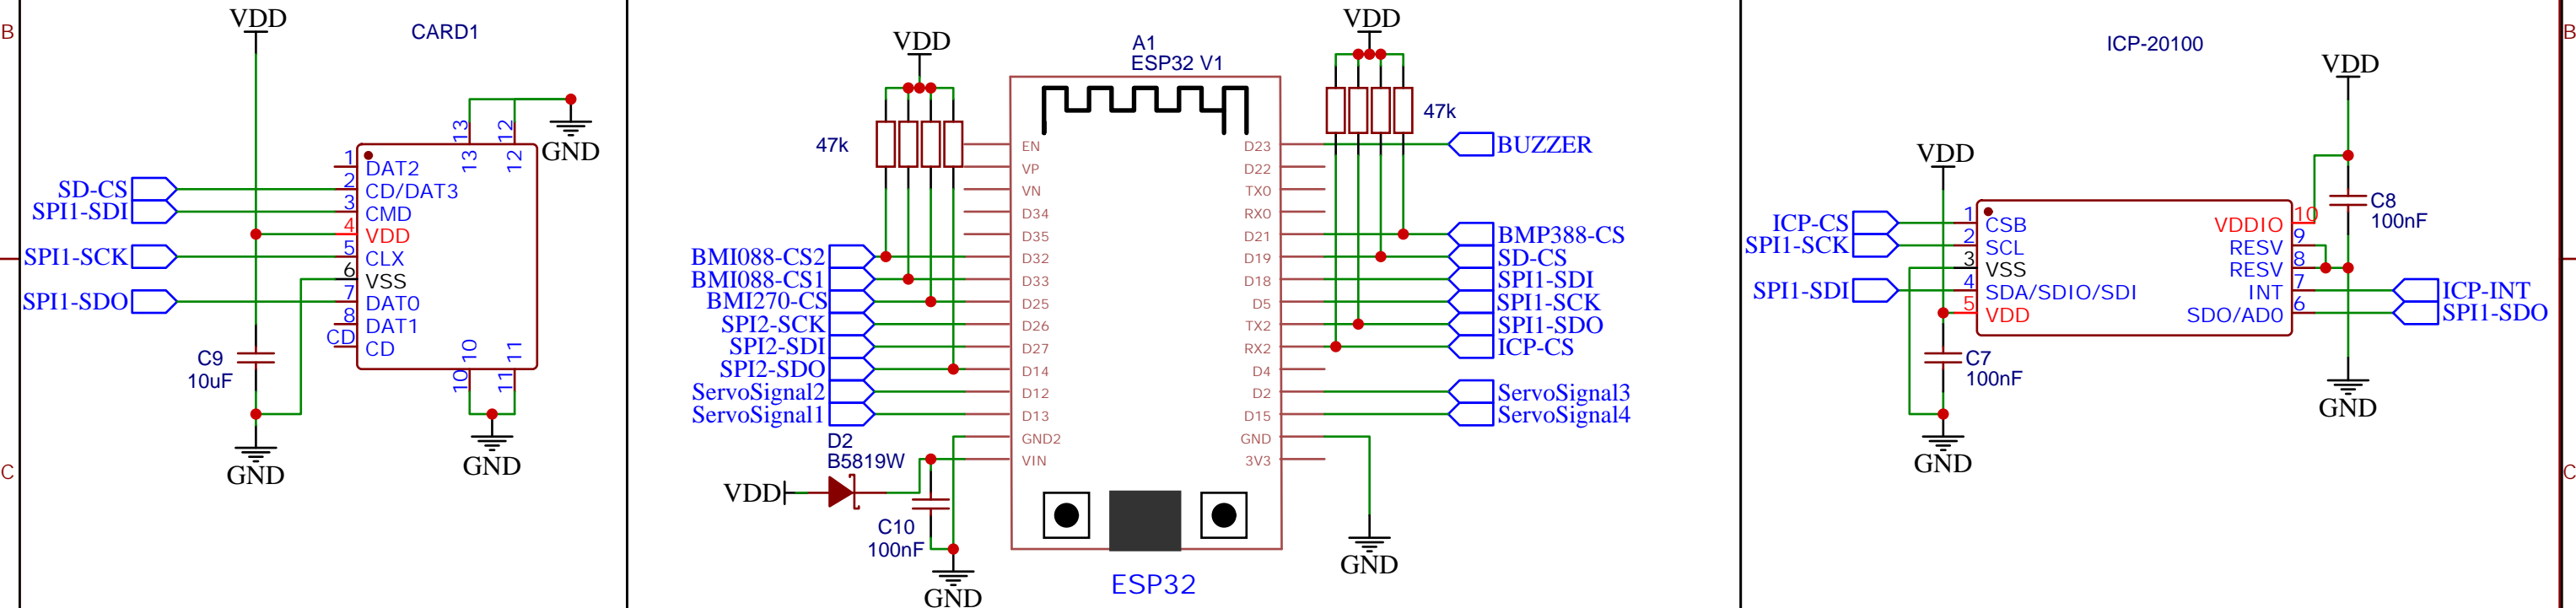 B
VDD
CARD1
13
12
GND
13
12
1
DAT2
SD-CS
2
CD/DAT3
SPI1-SDI
3
CMD
4
VDD
SPI1-SCK
5
CLX
6
VSS
SPI1-SDO
7
DAT0
8
DAT1
CD
CD
C9
10uF
10
11
10
11
GND
GND
C
VDD
A1
ESP32 V1
VDD
47k
47k
EN
VP
VN
D34
D35
BMI088-CS2
D32
BMI088-CS1
D33
BMI270-CS
D25
SPI2-SCK
D26
SPI2-SDI
D27
SPI2-SDO
D14
ServoSignal2
D12
ServoSignal1
D13
GND2
VIN
D2
B5819W
VDD
C10
100nF
GND
D23
BUZZER
D22
TX0
RX0
D21
BMP388-CS
D19
SD-CS
D18
SPI1-SDI
D5
SPI1-SCK
TX2
SPI1-SDO
RX2
ICP-CS
D4
D2
ServoSignal3
D15
ServoSignal4
GND
3V3
GND
ESP32
ICP-20100
VDD
VDD
ICP-CS
1
CSB
SPI1-SCK
2
SCL
3
VSS
SPI1-SDI
4
SDA/SDIO/SDI
5
VDD
VDDIO
10
RESV
9
RESV
8
INT
7
ICP-INT
SDO/AD0
6
SPI1-SDO
C8
100nF
C7
100nF
GND
GND
B
C